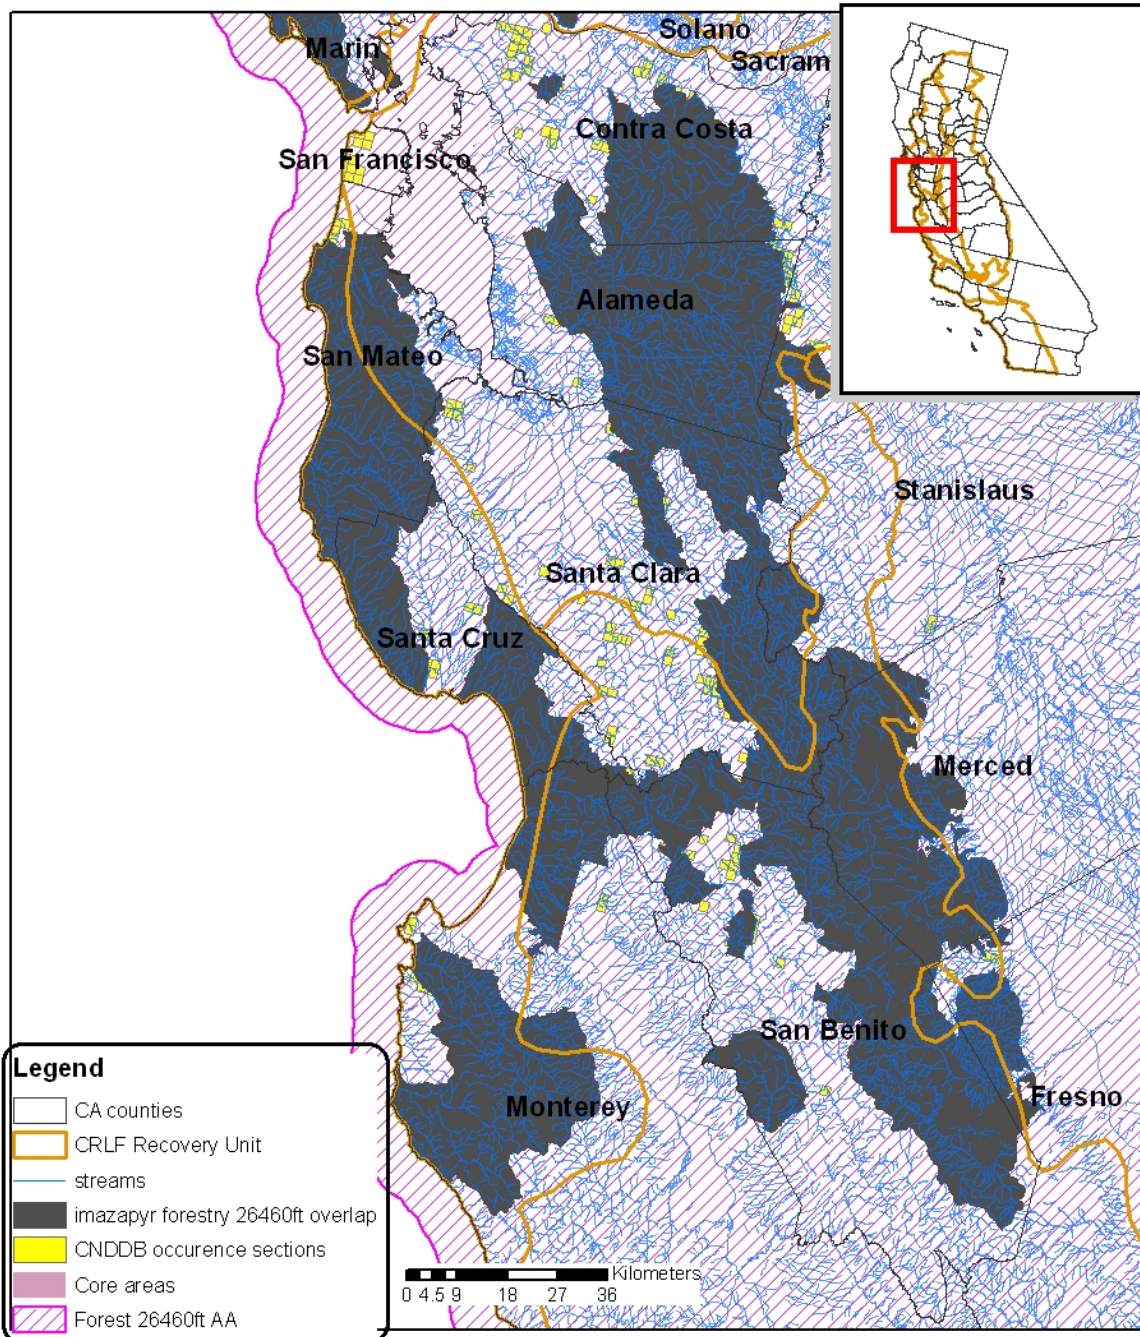 Solano
Marin
Sacram
Contra Costa
San Francisco
Alameda
San Mateo
Stanislaus
Santa Clara
Santa Cruz
Merced
San Benito
Monterey
Fresno
Legend
CA counties
CRLF Recovery Unit
streams
imazapyr forestry 26460ft overlap
CNDDB occurence sections
Core areas
Forest 26460ft AA
Kilometers
0 4.5 9 18 27 36